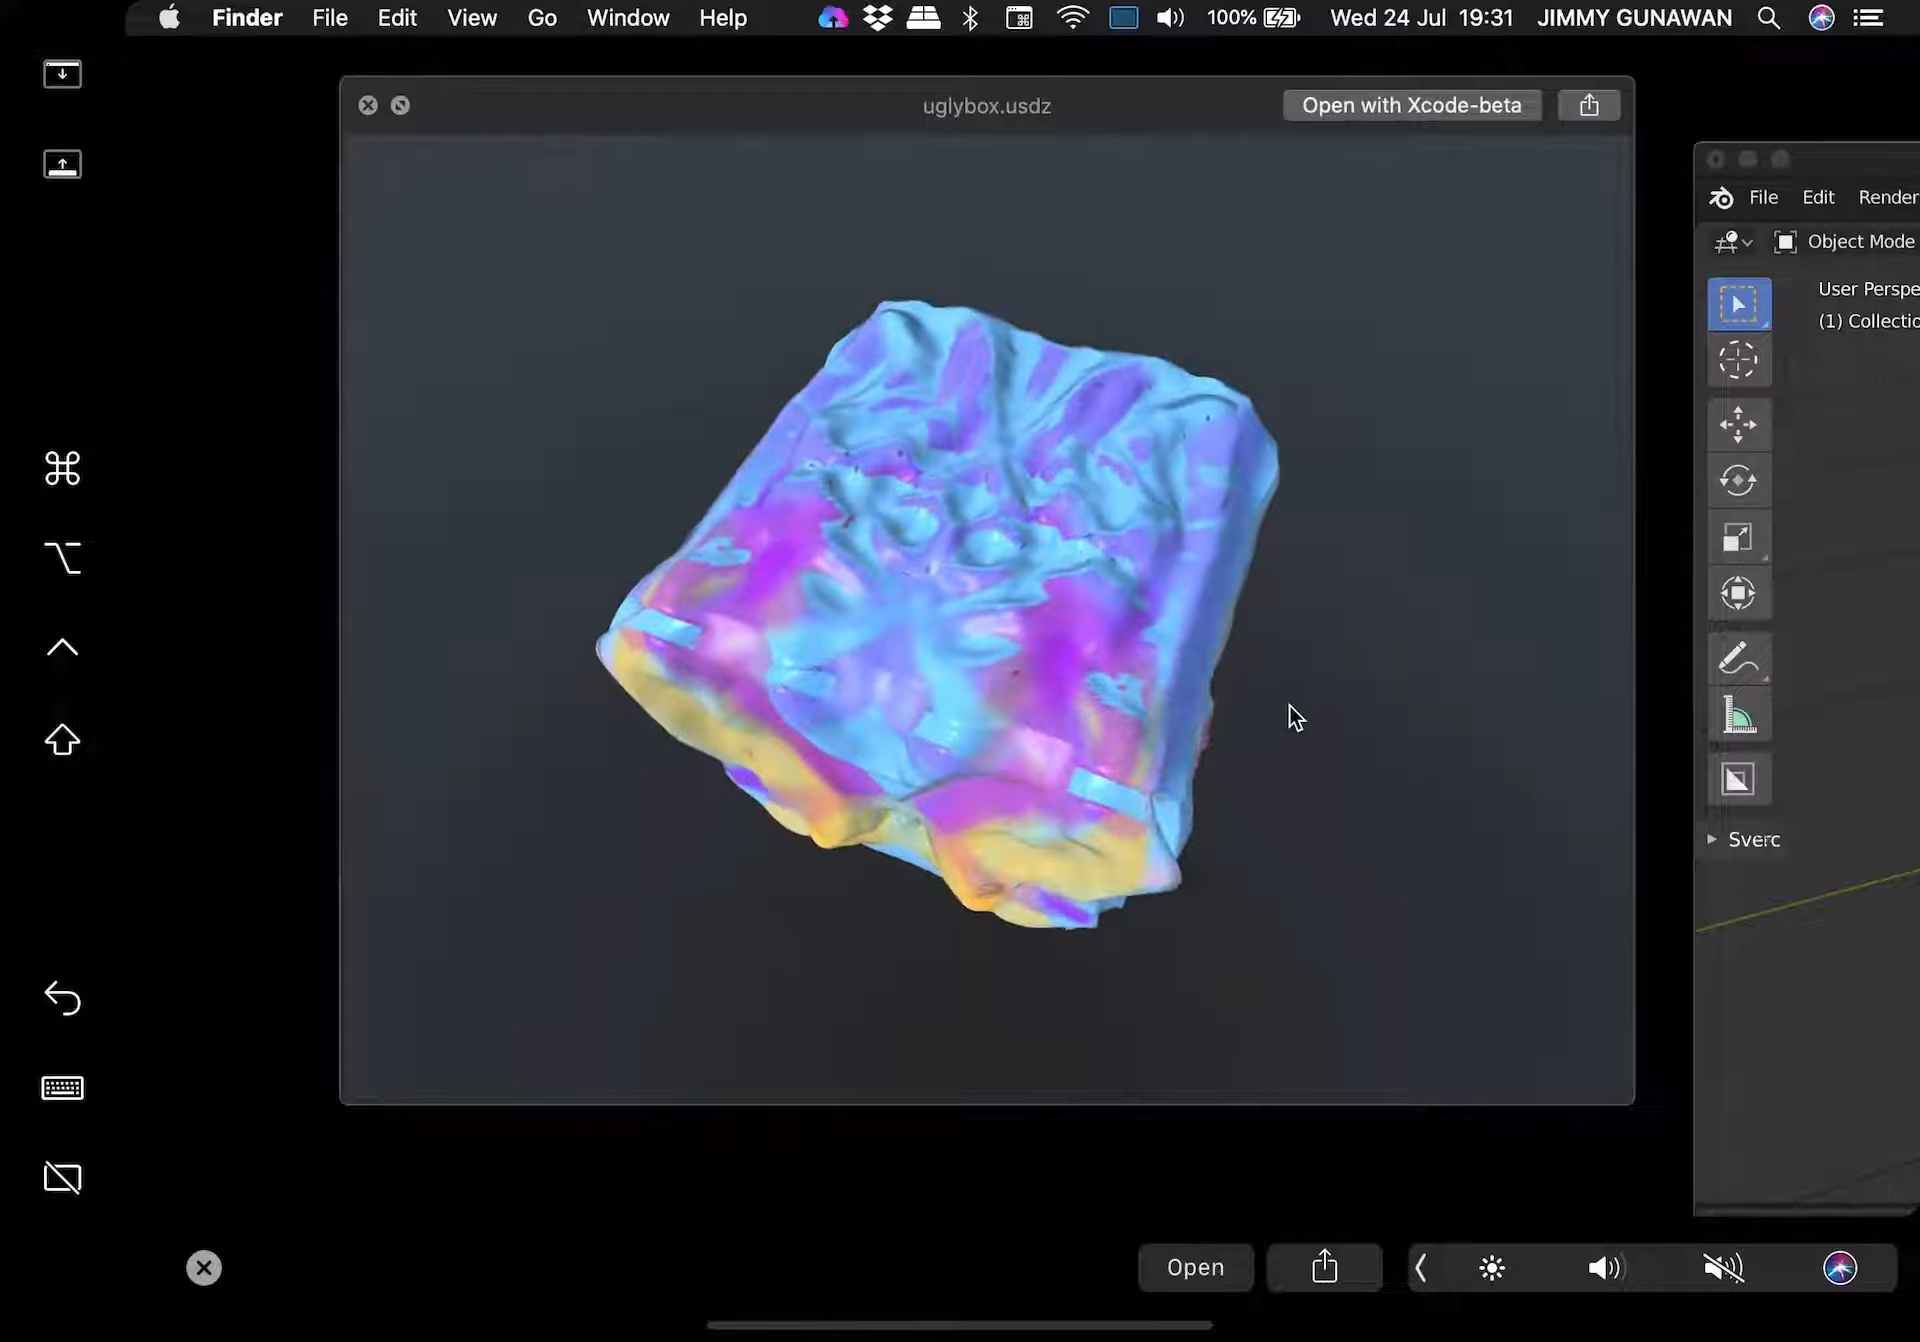 Finder File Edit View Go Window Help 100% Wed 24 Jul 19:31 JIMMY GUNAWAN
uglybox.usdz Open with Xcode-beta
File Edit Render
Object Mode
User Perspe
(1) Collectio
Sverc
Open